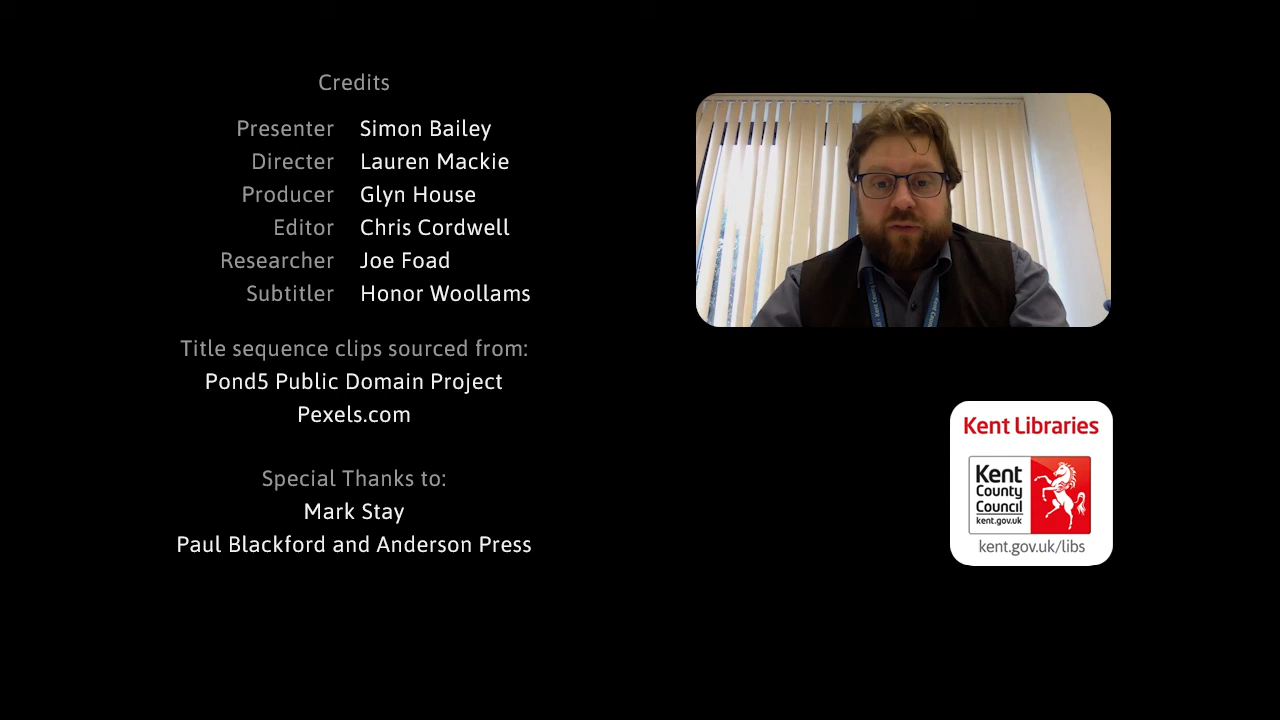 Credits
Presenter Simon Bailey
Directer Lauren Mackie
Producer Glyn House
Editor Chris Cordwell
Researcher Joe Foad
Subtitler Honor Woollams
Title sequence clips sourced from:
Pond5 Public Domain Project
Pexels.com
Special Thanks to:
Mark Stay
Paul Blackford and Anderson Press
Kent Libraries
Kent
County
Council
kent.gov.uk
kent.gov.uk/libs